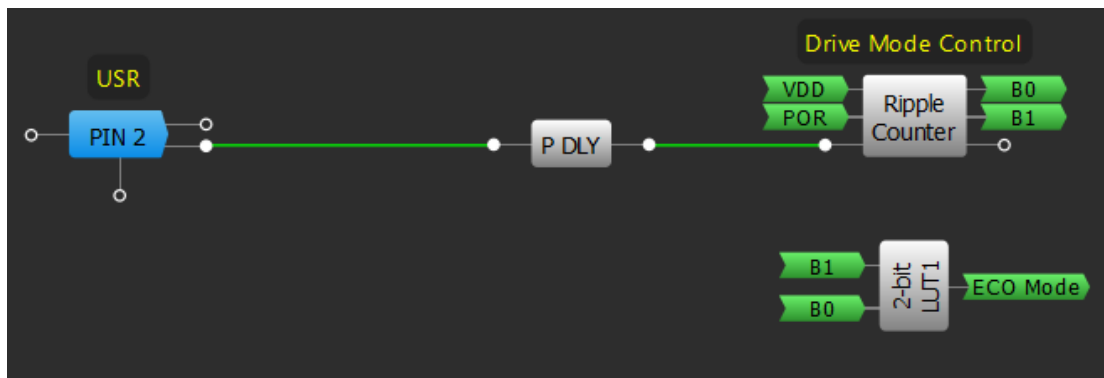 Drive Mode Control
USR
VDD
B0
Ripple
Counter
POR
B1
PIN 2
P DLY
B1
2-bit
LUT1
ECO Mode
B0